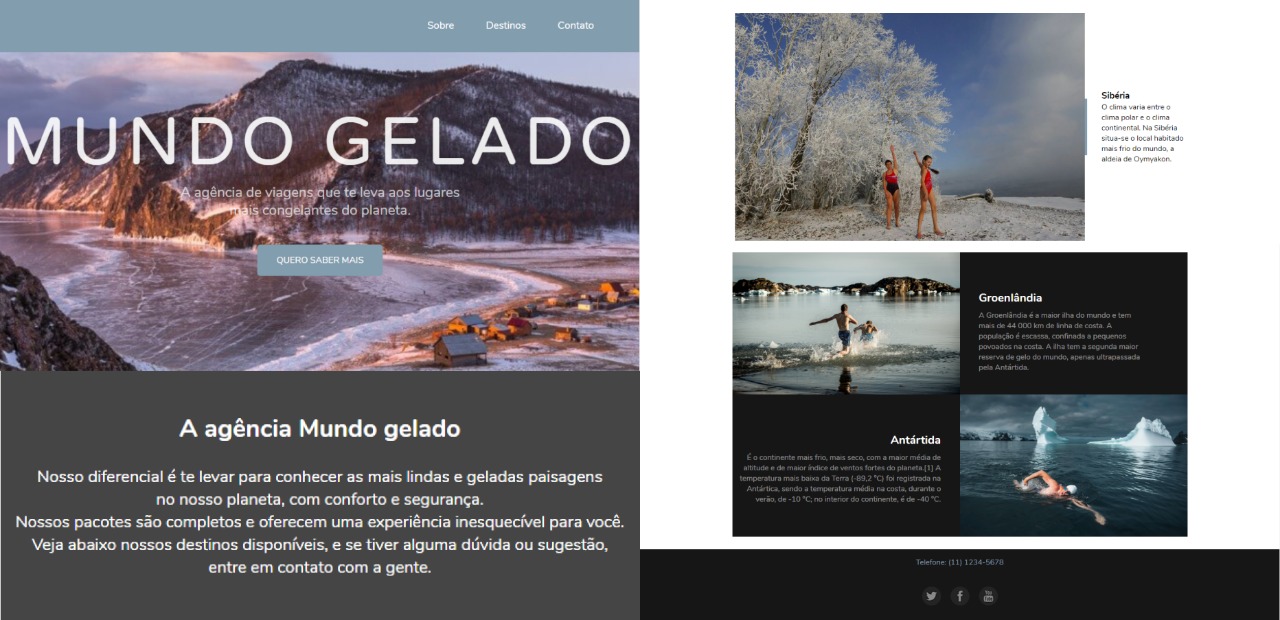 Sobre Destinos Contato
MUNDO GELADO
A agência de viagens que te leva aos lugares
mais congelantes do planeta.
QUERO SABER MAIS
A agência Mundo gelado
Nosso diferencial é te levar para conhecer as mais lindas e geladas paisagens
no nosso planeta, com conforto e segurança.
Nossos pacotes são completos e oferecem uma experiência inesquecível para você.
Veja abaixo nossos destinos disponíveis, e se tiver alguma dúvida ou sugestão,
entre em contato com a gente.
Sibéria
O clima varia entre o
clima polar e o clima
continental. Na Sibéria
situa-se o local habitado
mais frio do mundo, a
aldeia de Oymyakon.
Groenlândia
A Groenlândia é a maior ilha do mundo e tem
mais de 44 000 km de linha de costa. A
população é escassa, confinada a pequenos
povoados na costa. A ilha tem a segunda maior
reserva de gelo do mundo, apenas ultrapassada
pela Antártida.
Antártida
É o continente mais frio, mais seco, com a maior média de
altitude e de maior índice de ventos fortes do planeta.[1] A
temperatura mais baixa da Terra (-89,2 °C) foi registrada na
Antártica, sendo a temperatura média na costa, durante o
verão, de -10 °C; no interior do continente, é de -40 °C.
Telefone: (11) 1234-5678
You Tube